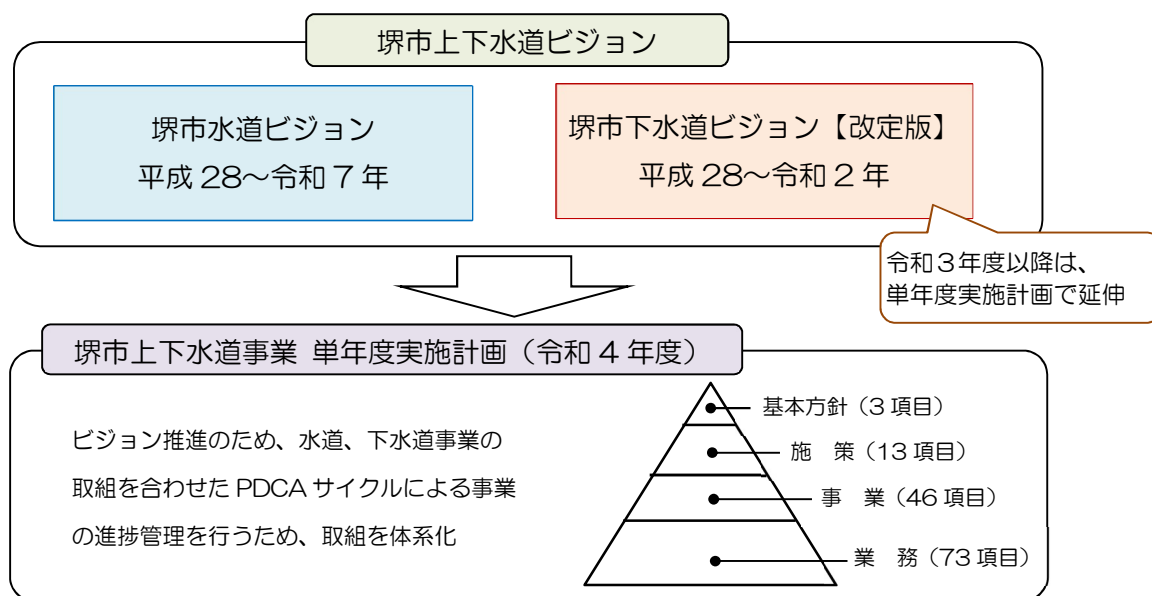 堺市上下水道ビジョン
堺市水道ビジョン
平成 28～令和 7 年
堺市下水道ビジョン【改定版】
平成 28～令和 2 年
令和３年度以降は、
単年度実施計画で延伸
堺市上下水道事業 単年度実施計画（令和 4 年度）
ビジョン推進のため、水道、下水道事業の
取組を合わせた PDCA サイクルによる事業
の進捗管理を行うため、取組を体系化
基本方針（3 項目）
施　策（13 項目）
事　業（46 項目）
業　務（73 項目）